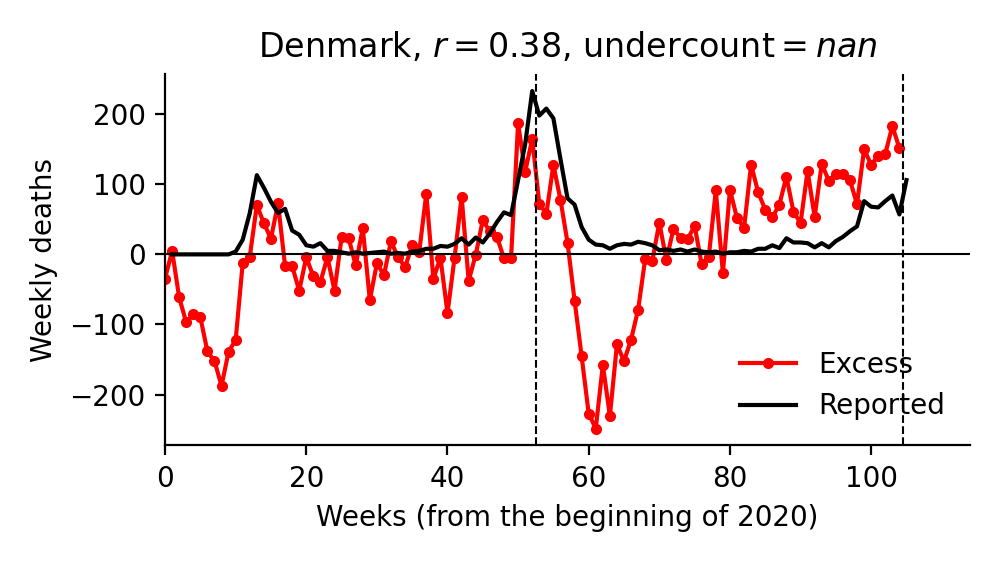 Denmark, r = 0.38, undercount = nan
Weekly deaths
200
100
0
−100
−200
Excess
Reported
0 20 40 60 80 100
Weeks (from the beginning of 2020)